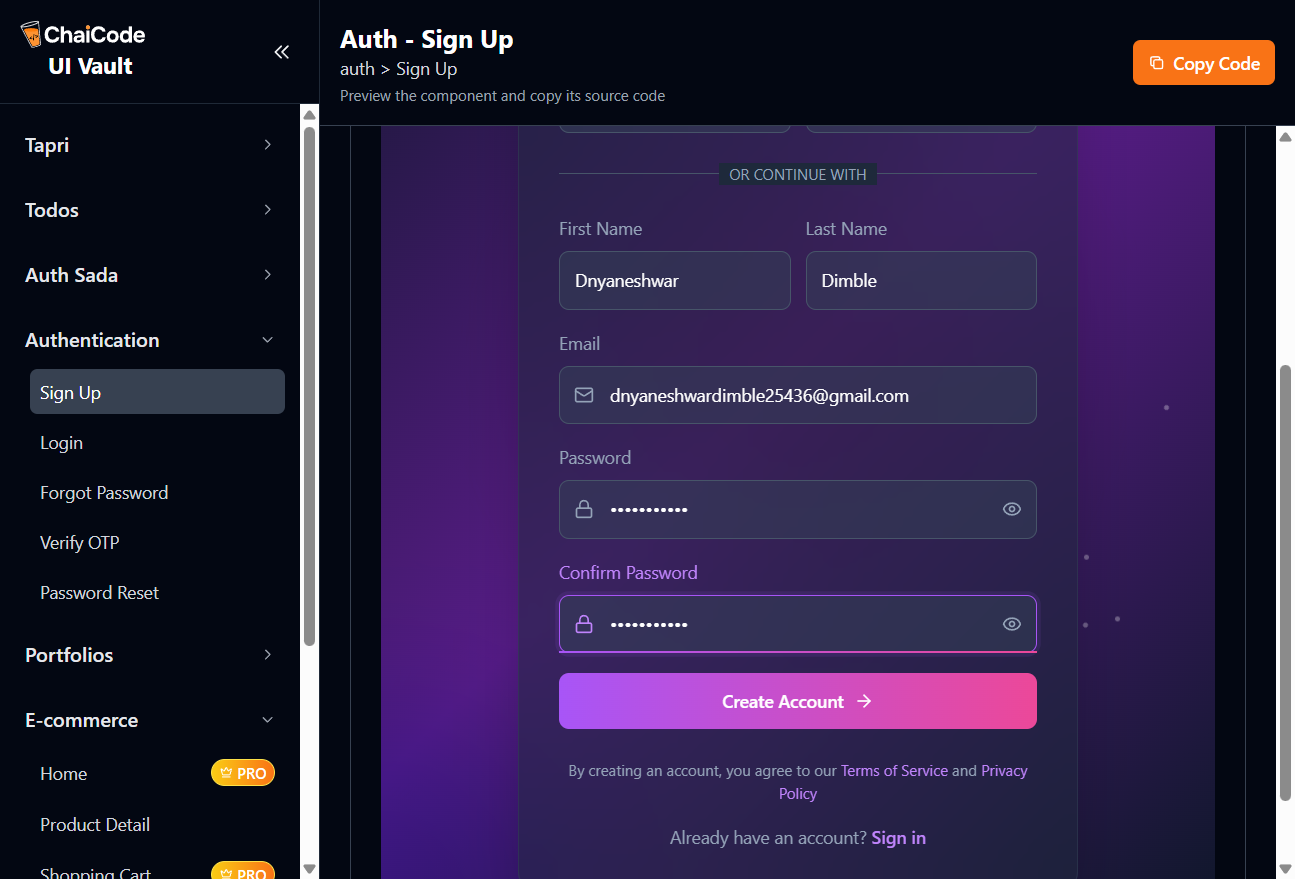 ChaiCode
UI Vault
Tapri
Todos
Auth Sada
Authentication
Sign Up
Login
Forgot Password
Verify OTP
Password Reset
Portfolios
E-commerce
Home PRO
Product Detail
Shopping Cart PRO
Auth - Sign Up
auth > Sign Up
Preview the component and copy its source code
Copy Code
OR CONTINUE WITH
First Name Last Name
Dnyaneshwar Dimble
Email
dnyaneshwardimble25436@gmail.com
Password
•••••••••••
Confirm Password
•••••••••••
Create Account →
By creating an account, you agree to our Terms of Service and Privacy
Policy
Already have an account? Sign in